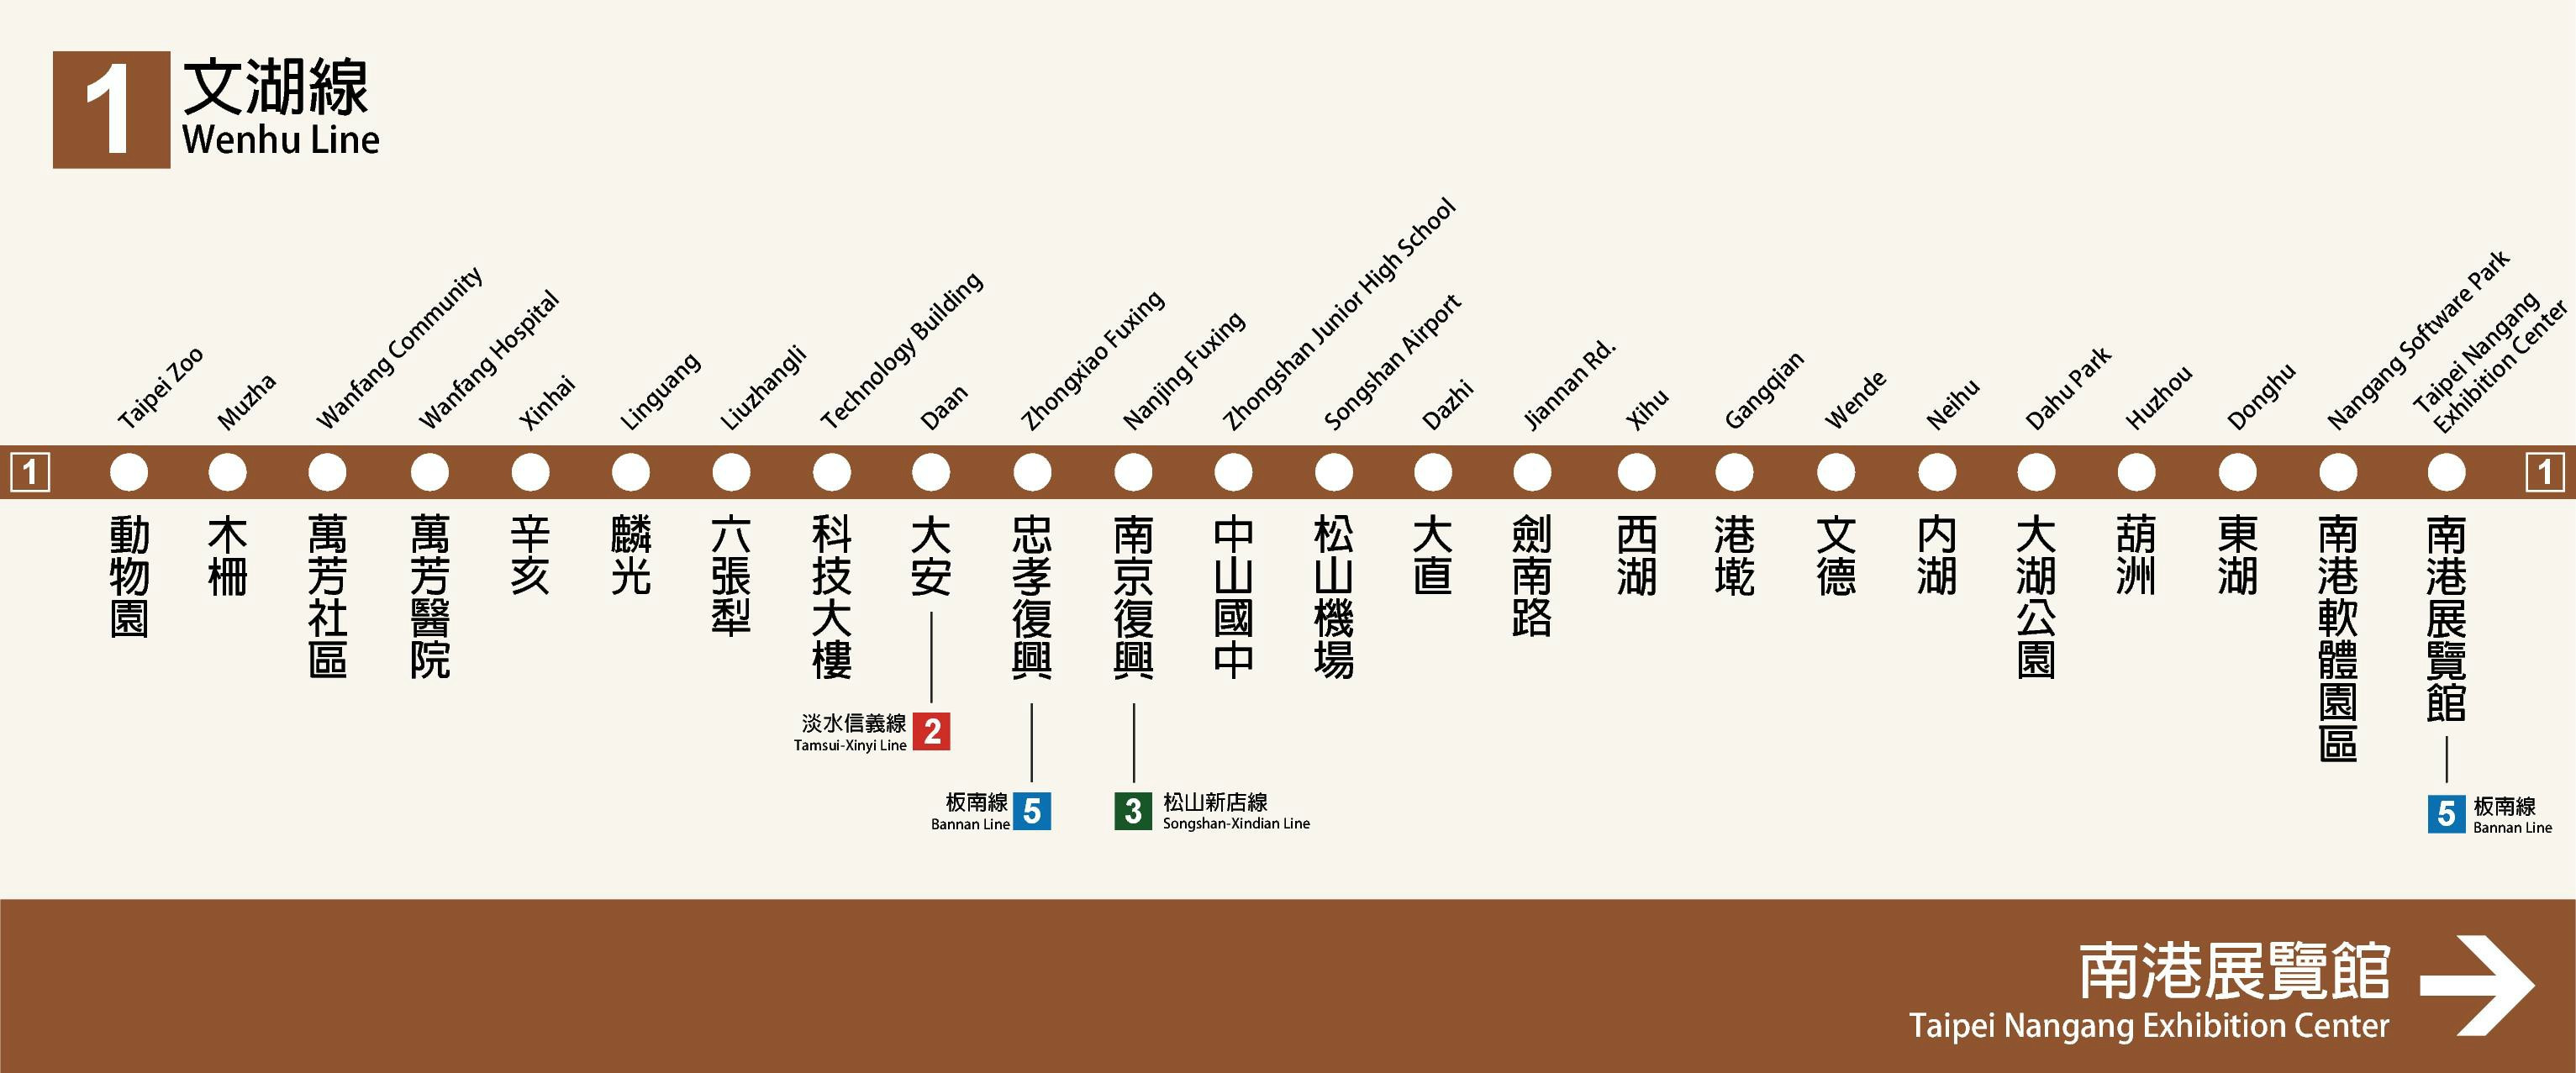 1
文湖線
Wenhu Line
Taipei Zoo
Muzha
Wanfang Community
Wanfang Hospital
Xinhai
Linguang
Liuzhangli
Technology Building
Daan
Zhongxiao Fuxing
Nanjing Fuxing
Zhongshan Junior High School
Songshan Airport
Dazhi
Jiannan Rd.
Xihu
Gangqian
Wende
Neihu
Dahu Park
Huzhou
Donghu
Nangang Software Park
Taipei Nangang
Exhibition Center
1
1
動物園
木柵
萬芳社區
萬芳醫院
辛亥
麟光
六張犁
科技大樓
大安
忠孝復興
南京復興
中山國中
松山機場
大直
劍南路
西湖
港墘
文德
內湖
大湖公園
葫洲
東湖
南港軟體園區
南港展覽館
淡水信義線
Tamsui-Xinyi Line
2
板南線
Bannan Line
5
3
松山新店線
Songshan-Xindian Line
5
板南線
Bannan Line
南港展覽館
Taipei Nangang Exhibition Center